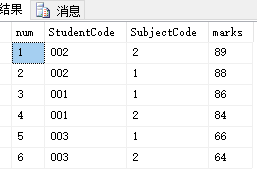 结果 消息
num StudentCode SubjectCode marks
1 002 2 89
2 002 1 88
3 001 1 86
4 001 2 84
5 003 1 66
6 003 2 64